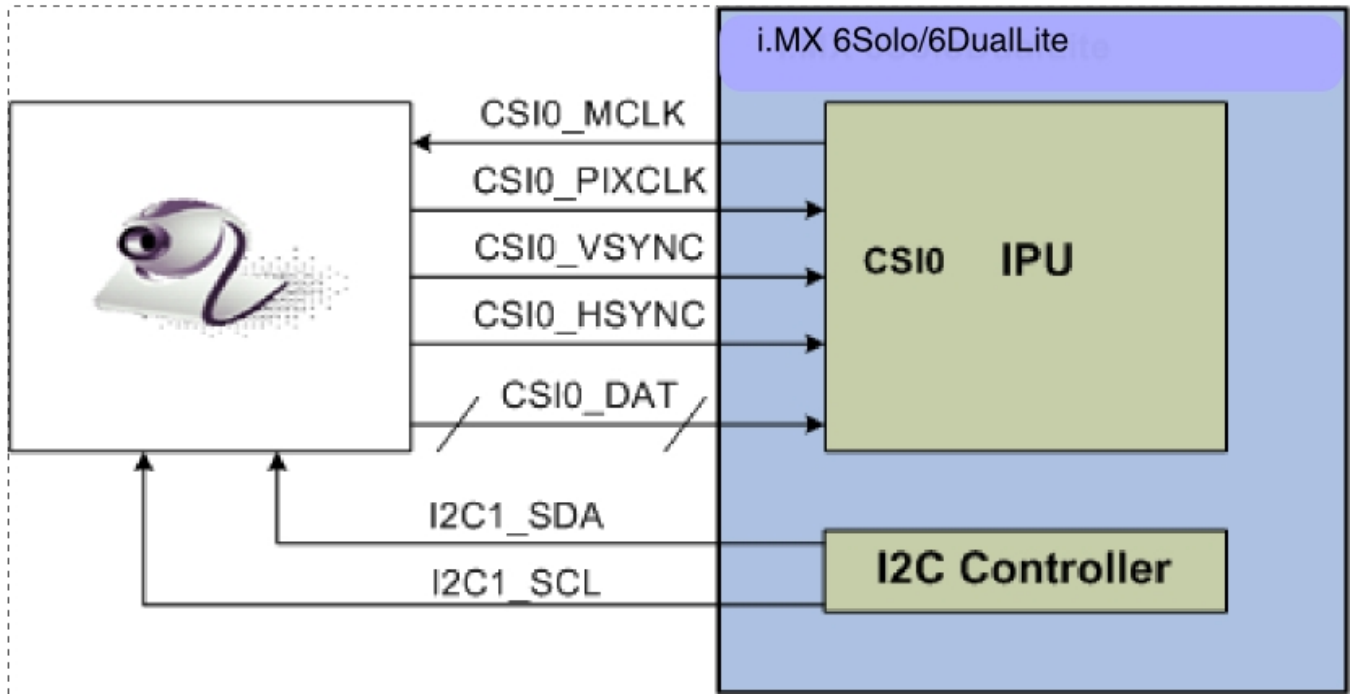 i.MX 6Solo/6DualLite
CSI0_MCLK
CSI0_PIXCLK
CSI0_VSYNC
CSI0 IPU
CSI0_HSYNC
CSI0_DAT
I2C1_SDA
I2C Controller
I2C1_SCL